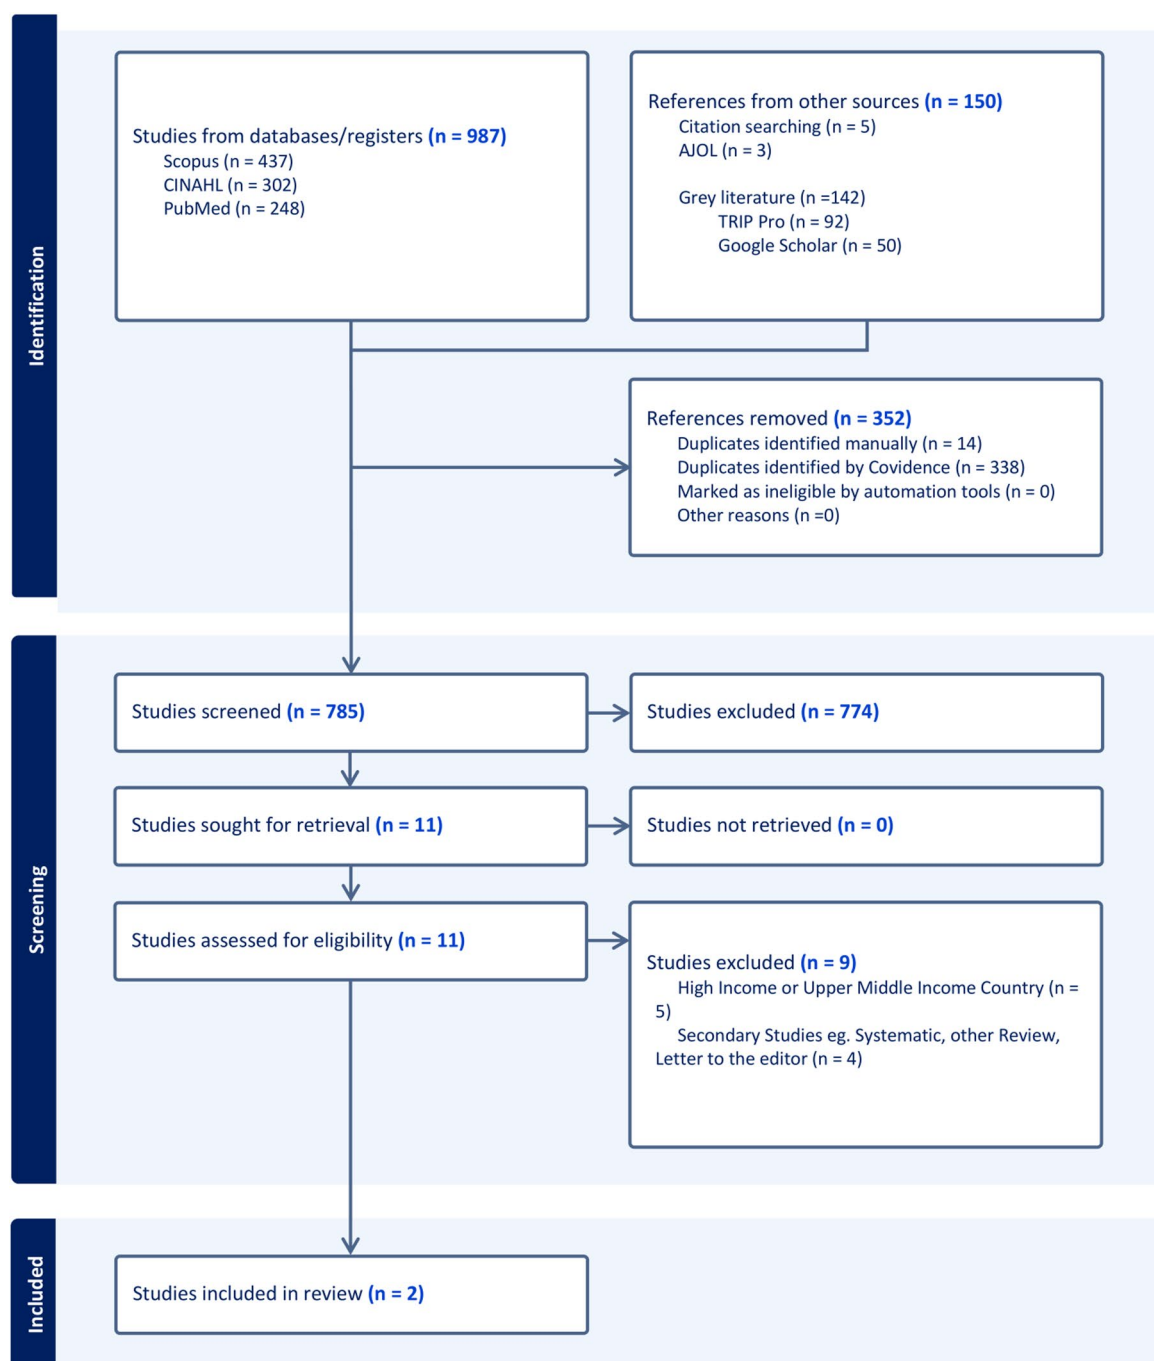 Identification
Studies from databases/registers (n = 987)
Scopus (n = 437)
CINAHL (n = 302)
PubMed (n = 248)
References from other sources (n = 150)
Citation searching (n = 5)
AJOL (n = 3)
Grey literature (n =142)
TRIP Pro (n = 92)
Google Scholar (n = 50)
References removed (n = 352)
Duplicates identified manually (n = 14)
Duplicates identified by Covidence (n = 338)
Marked as ineligible by automation tools (n = 0)
Other reasons (n =0)
Screening
Studies screened (n = 785)
Studies excluded (n = 774)
Studies sought for retrieval (n = 11)
Studies not retrieved (n = 0)
Studies assessed for eligibility (n = 11)
Studies excluded (n = 9)
High Income or Upper Middle Income Country (n =
5)
Secondary Studies eg. Systematic, other Review,
Letter to the editor (n = 4)
Included
Studies included in review (n = 2)